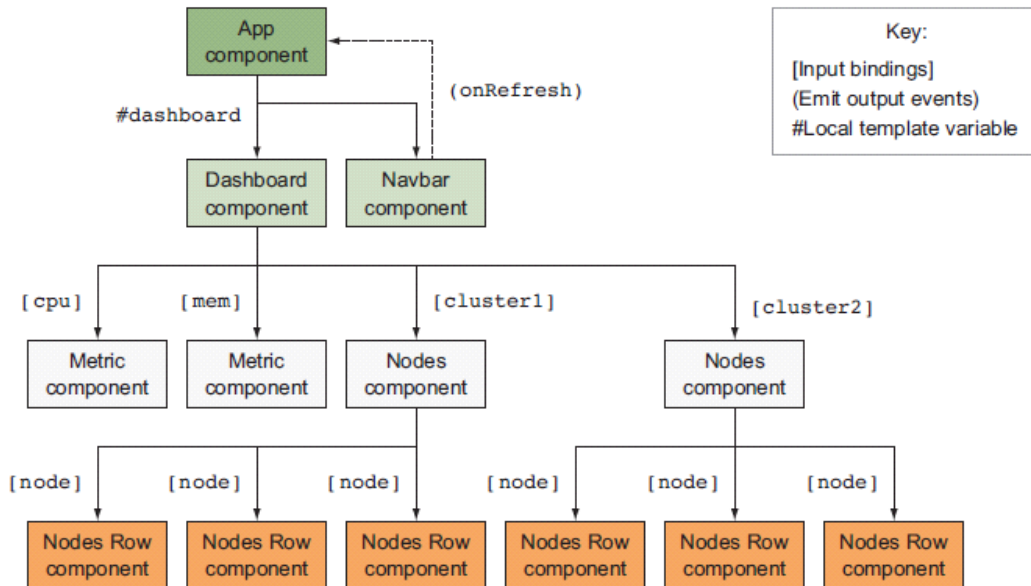 App
component
Key:
[Input bindings]
(Emit output events)
#Local template variable
(onRefresh)
#dashboard
Dashboard
component
Navbar
component
[cpu]
[mem]
[cluster1]
[cluster2]
Metric
component
Metric
component
Nodes
component
Nodes
component
[node]
[node]
[node]
[node]
[node]
[node]
Nodes Row
component
Nodes Row
component
Nodes Row
component
Nodes Row
component
Nodes Row
component
Nodes Row
component